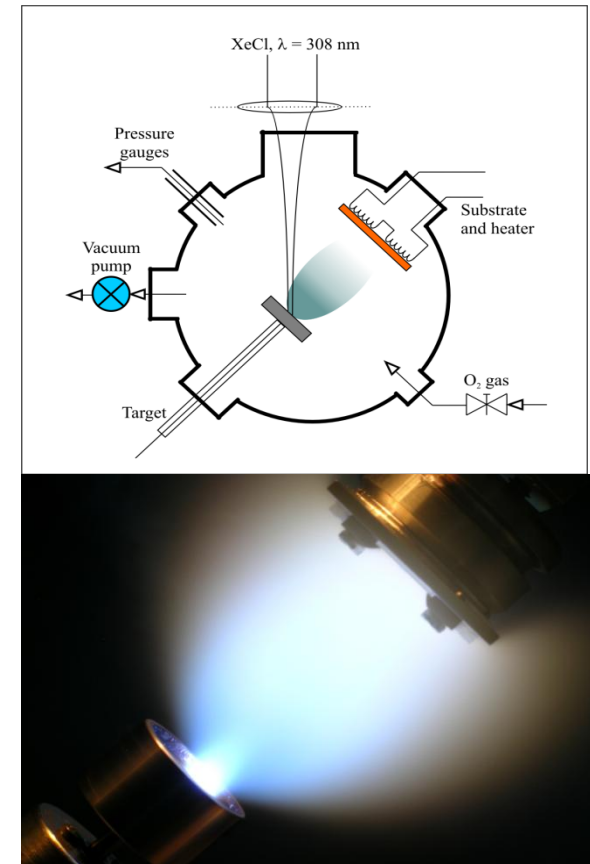 XeCl, λ = 308 nm
Pressure
gauges
Substrate
and heater
Vacuum
pump
O₂ gas
Target